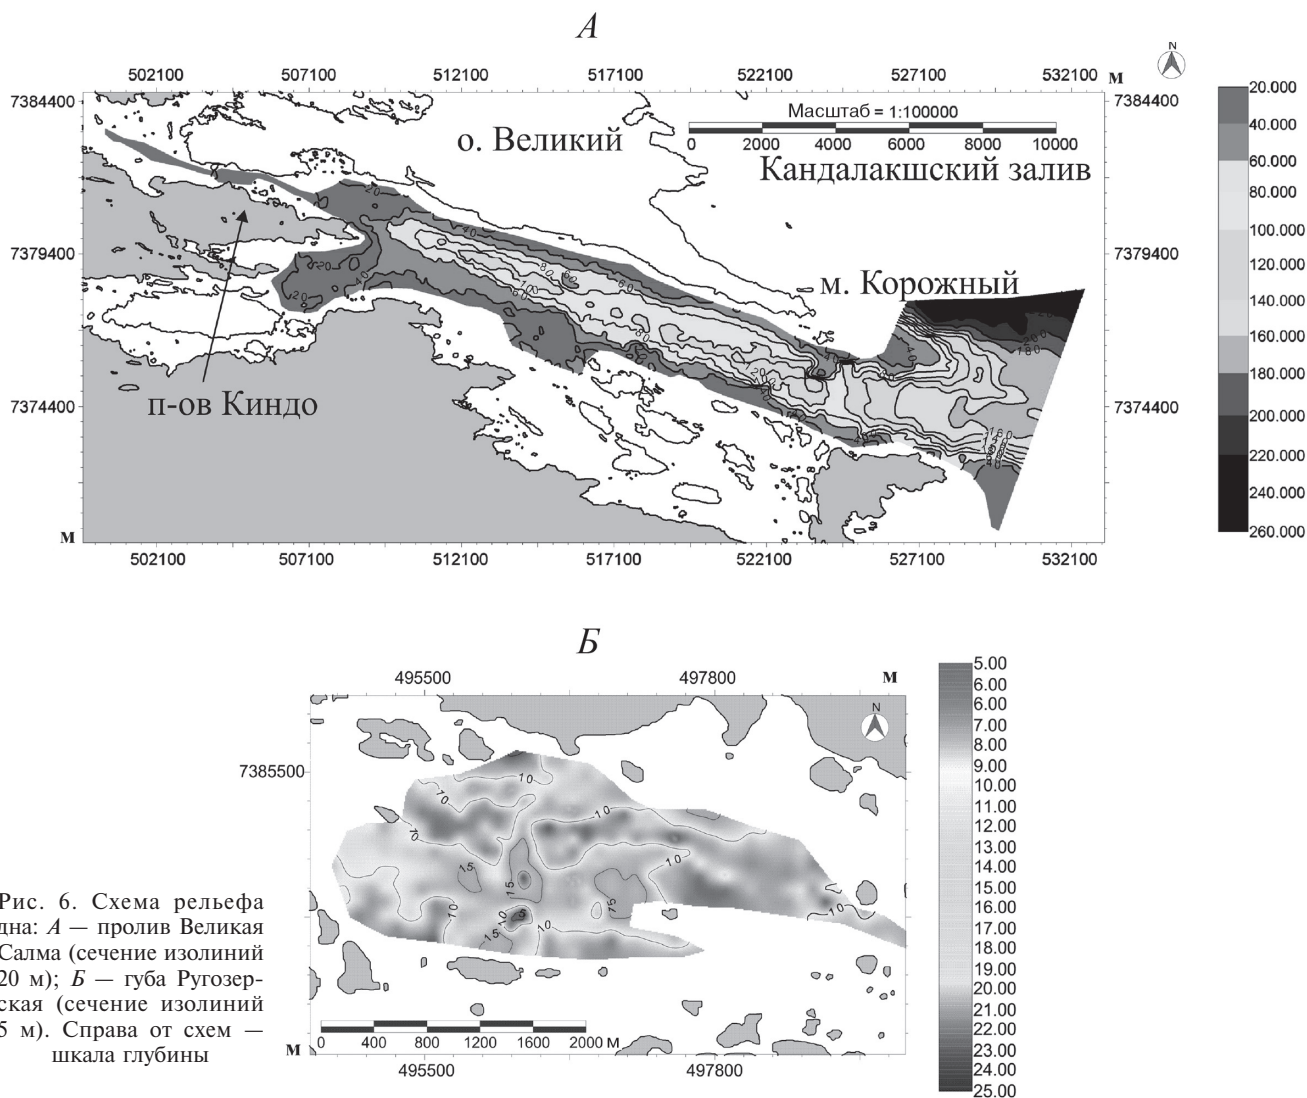 А
N
502100 507100 512100 517100 522100 527100 532100 м
7384400 7384400
20.000
40.000
60.000
80.000
100.000
120.000
140.000
160.000
180.000
200.000
220.000
240.000
260.000
Масштаб = 1:100000
0 2000 4000 6000 8000 10000
о. Великий
Кандалакшский залив
7379400 7379400
м. Корожный
7374400 7374400
п-ов Киндо
м
502100 507100 512100 517100 522100 527100 532100
Б
495500 497800 м
N
7385500
5.00
6.00
6.00
7.00
8.00
9.00
10.00
11.00
12.00
13.00
14.00
15.00
16.00
17.00
18.00
19.00
20.00
21.00
22.00
23.00
24.00
25.00
0 400 800 1200 1600 2000 м
м
495500 497800
Рис. 6. Схема рельефа
дна: А — пролив Великая
Салма (сечение изолиний
20 м); Б — губа Ругозер-
ская (сечение изолиний
5 м). Справа от схем —
шкала глубины